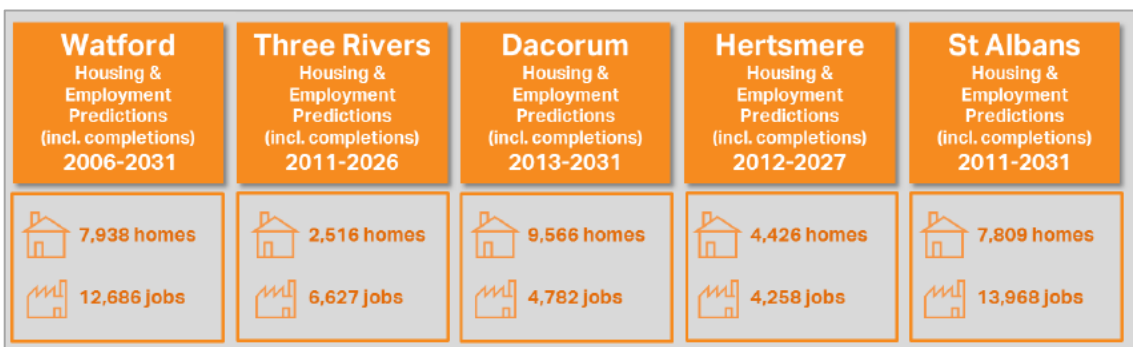 Watford
Housing &
Employment
Predictions
(incl. completions)
2006-2031
7,938 homes
12,686 jobs
Three Rivers
Housing &
Employment
Predictions
(incl. completions)
2011-2026
2,516 homes
6,627 jobs
Dacorum
Housing &
Employment
Predictions
(incl. completions)
2013-2031
9,566 homes
4,782 jobs
Hertsmere
Housing &
Employment
Predictions
(incl. completions)
2012-2027
4,426 homes
4,258 jobs
St Albans
Housing &
Employment
Predictions
(incl. completions)
2011-2031
7,809 homes
13,968 jobs